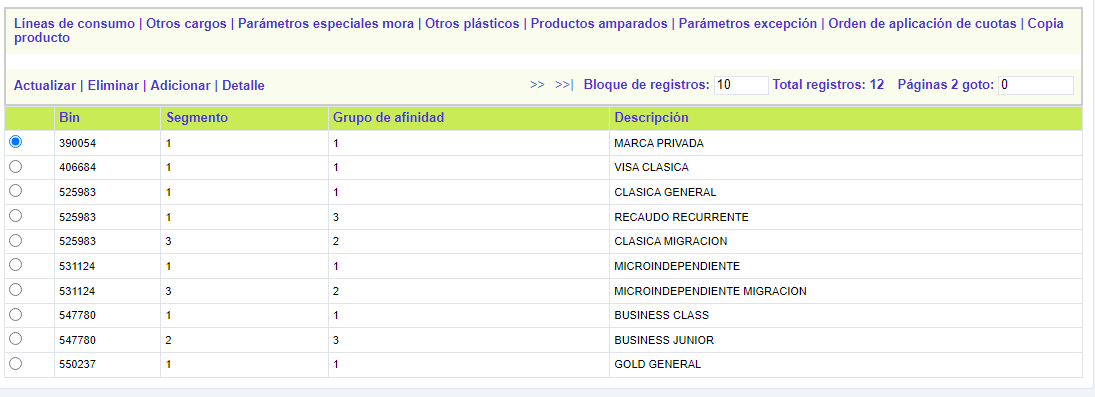 Líneas de consumo | Otros cargos | Parámetros especiales mora | Otros plásticos | Productos amparados | Parámetros excepción | Orden de aplicación de cuotas | Copia
producto
Actualizar | Eliminar | Adicionar | Detalle >> >>| Bloque de registros: 10 Total registros: 12 Páginas 2 goto: 0
Bin Segmento Grupo de afinidad Descripción
390054 1 1 MARCA PRIVADA
406684 1 1 VISA CLASICA
525983 1 1 CLASICA GENERAL
525983 1 3 RECAUDO RECURRENTE
525983 3 2 CLASICA MIGRACION
531124 1 1 MICROINDEPENDIENTE
531124 3 2 MICROINDEPENDIENTE MIGRACION
547780 1 1 BUSINESS CLASS
547780 2 3 BUSINESS JUNIOR
550237 1 1 GOLD GENERAL